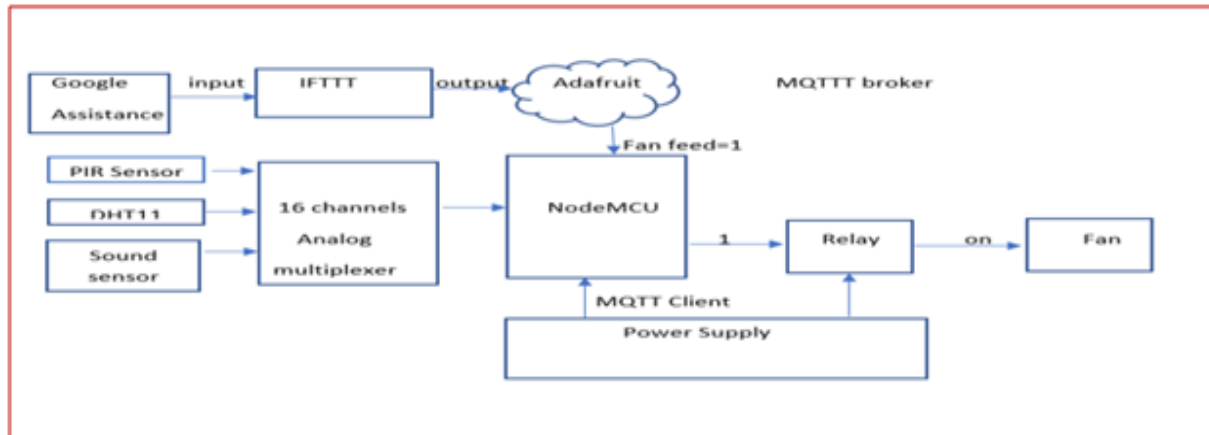 Google
Assistance
input
IFTTT
output
Adafruit
MQTTT broker
Fan feed=1
PIR Sensor
DHT11
Sound
sensor
16 channels
Analog
multiplexer
NodeMCU
1
Relay
on
Fan
MQTT Client
Power Supply